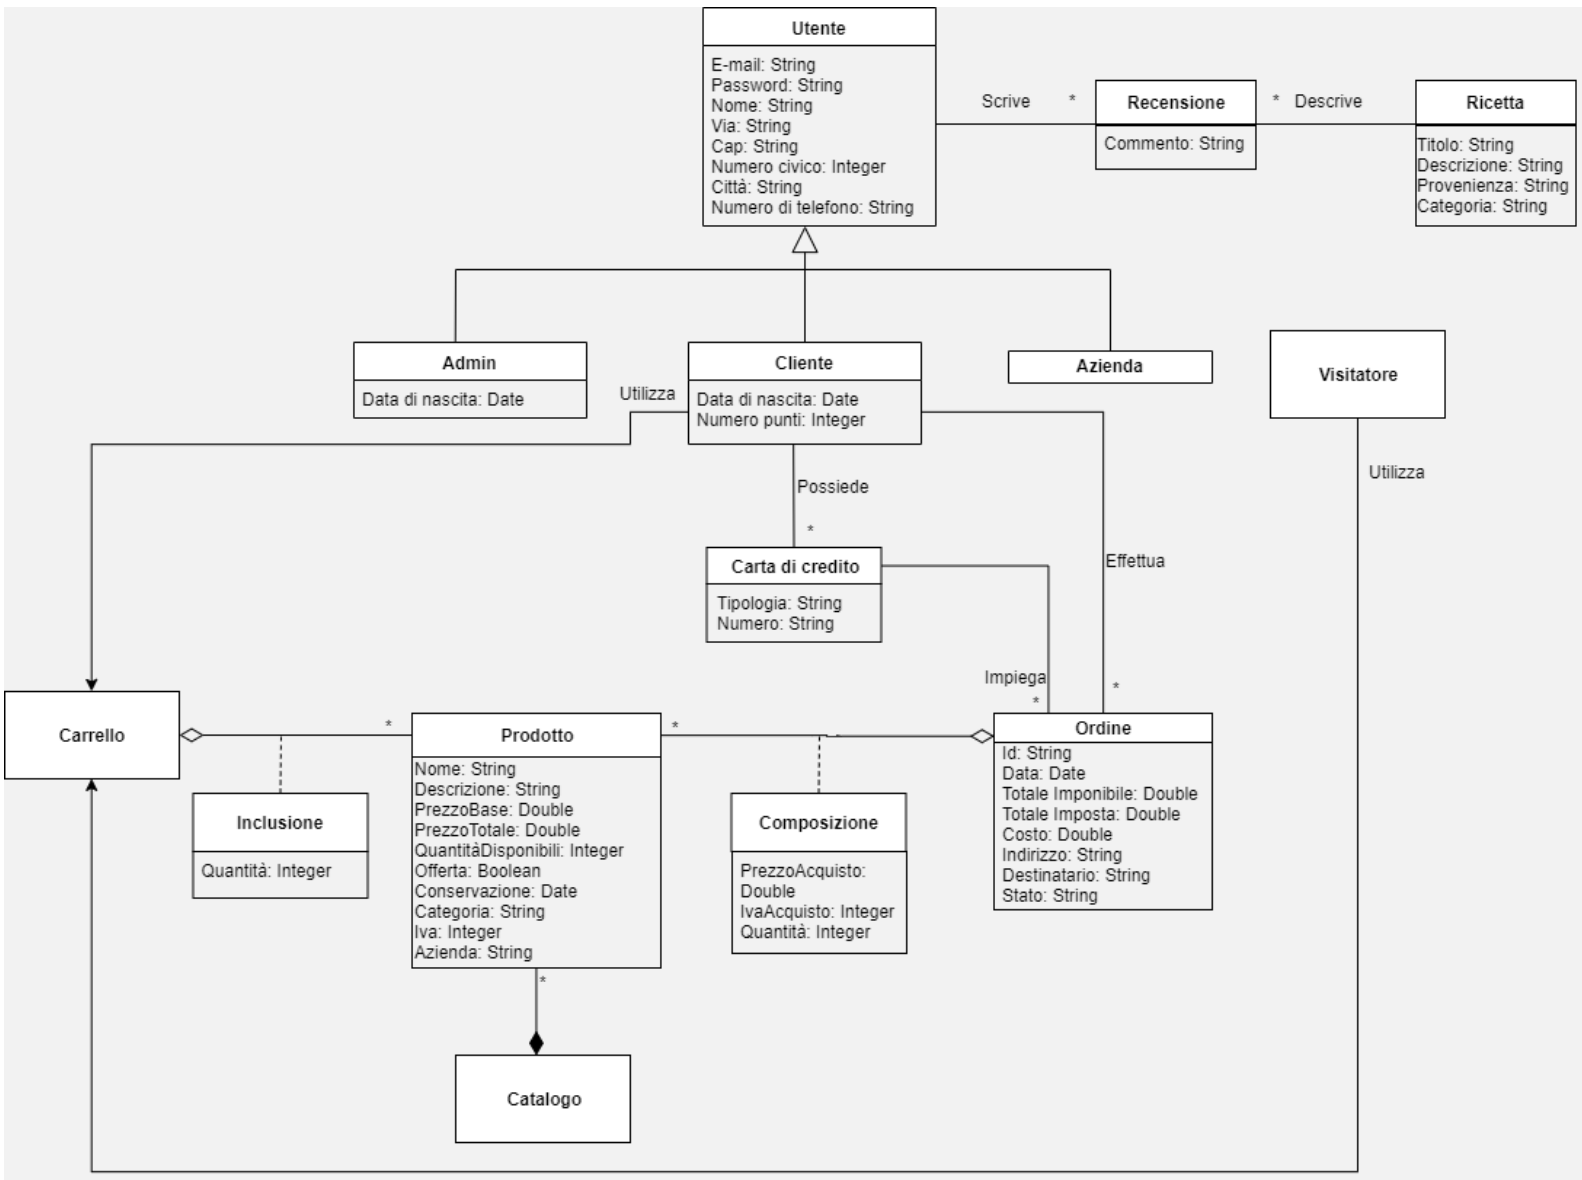 Utente
E-mail: String
Password: String
Nome: String
Via: String
Cap: String
Numero civico: Integer
Città: String
Numero di telefono: String
Scrive
*
Recensione
Commento: String
*
Descrive
Ricetta
Titolo: String
Descrizione: String
Provenienza: String
Categoria: String
Admin
Data di nascita: Date
Utilizza
Cliente
Data di nascita: Date
Numero punti: Integer
Azienda
Visitatore
Utilizza
Possiede
*
Carta di credito
Tipologia: String
Numero: String
Effettua
*
Impiega
*
Carrello
*
Inclusione
Quantità: Integer
Prodotto
Nome: String
Descrizione: String
PrezzoBase: Double
PrezzoTotale: Double
QuantitàDisponibili: Integer
Offerta: Boolean
Conservazione: Date
Categoria: String
Iva: Integer
Azienda: String
*
*
Composizione
PrezzoAcquisto:
Double
IvaAcquisto: Integer
Quantità: Integer
Ordine
Id: String
Data: Date
Totale Imponibile: Double
Totale Imposta: Double
Costo: Double
Indirizzo: String
Destinatario: String
Stato: String
Catalogo